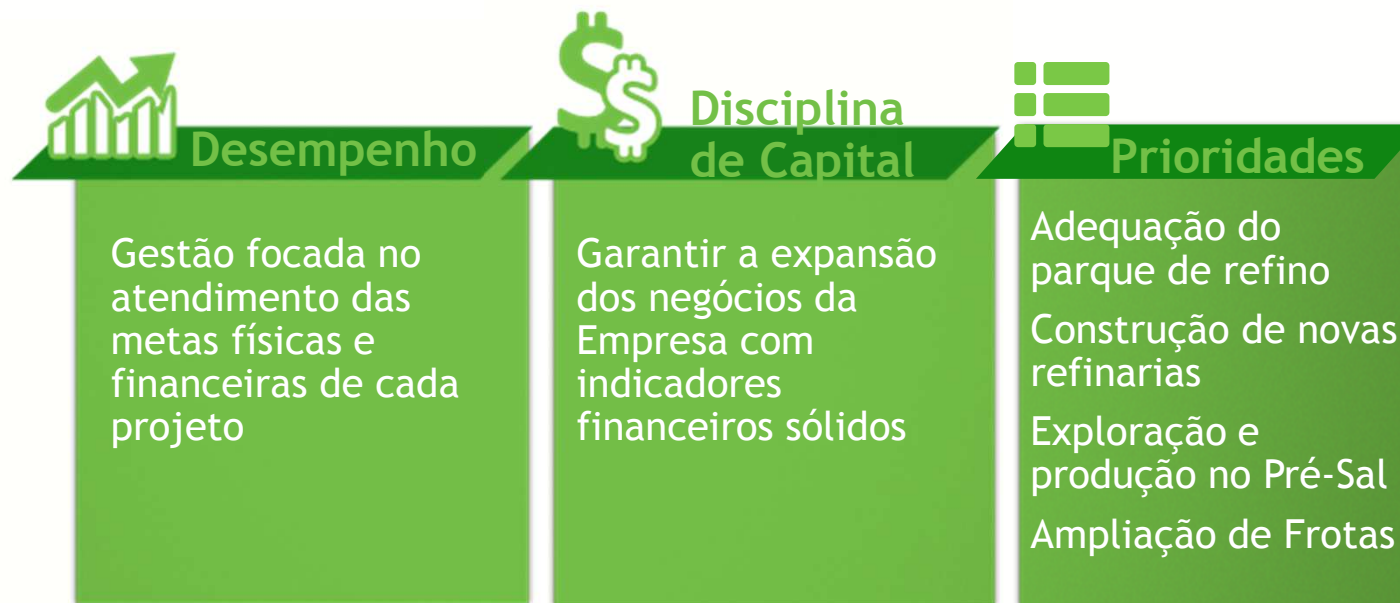 Desempenho
Gestão focada no
atendimento das
metas físicas e
financeiras de cada
projeto
Disciplina
de Capital
Garantir a expansão
dos negócios da
Empresa com
indicadores
financeiros sólidos
Prioridades
Adequação do
parque de refino
Construção de novas
refinarias
Exploração e
produção no Pré-Sal
Ampliação de Frotas